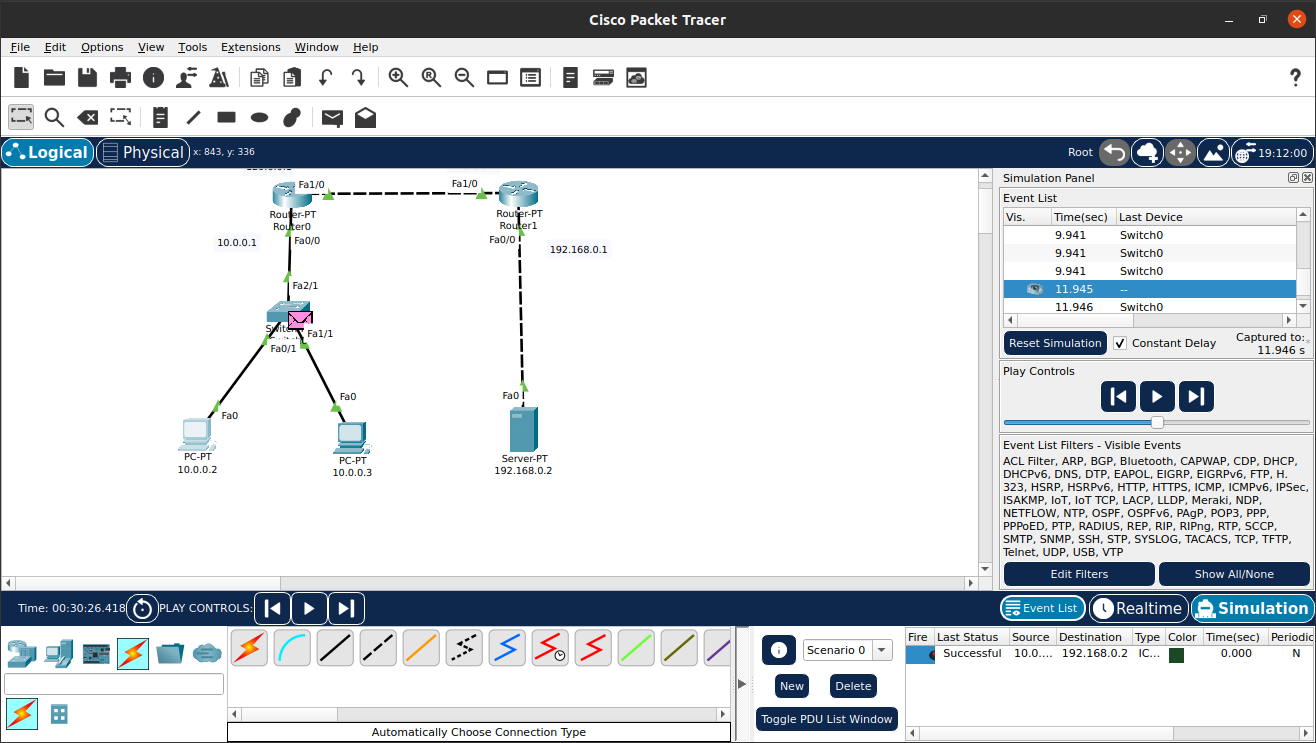 Cisco Packet Tracer
File Edit Options View Tools Extensions Window Help
Logical Physical x: 843, y: 336 Root 19:12:00
Fa1/0 Fa1/0
Router-PT
Router0
Router-PT
Router1
10.0.0.1 Fa0/0 Fa0/0 192.168.0.1
Fa2/1
Fa1/1
Fa0/1
Fa0 Fa0 Fa0
PC-PT
10.0.0.2
PC-PT
10.0.0.3
Server-PT
192.168.0.2
Simulation Panel
Event List
Vis. Time(sec) Last Device
9.941 Switch0
9.941 Switch0
9.941 Switch0
11.945 --
11.946 Switch0
Reset Simulation Constant Delay Captured to:
11.946 s
Play Controls
Event List Filters - Visible Events
ACL Filter, ARP, BGP, Bluetooth, CAPWAP, CDP, DHCP,
DHCPv6, DNS, DTP, EAPOL, EIGRP, EIGRPv6, FTP, H.
323, HSRP, HSRPv6, HTTP, HTTPS, ICMP, ICMPv6, IPSec,
ISAKMP, IoT, IoT TCP, LACP, LLDP, Meraki, NDP,
NETFLOW, NTP, OSPF, OSPFv6, PAgP, POP3, PPP,
PPPoED, PTP, RADIUS, REP, RIP, RIPng, RTP, SCCP,
SMTP, SNMP, SSH, STP, SYSLOG, TACACS, TCP, TFTP,
Telnet, UDP, USB, VTP
Edit Filters Show All/None
Time: 00:30:26.418 PLAY CONTROLS: Event List Realtime Simulation
Automatically Choose Connection Type
Scenario 0
New Delete
Toggle PDU List Window
Fire Last Status Source Destination Type Color Time(sec) Periodic
Successful 10.0.... 192.168.0.2 IC... 0.000 N